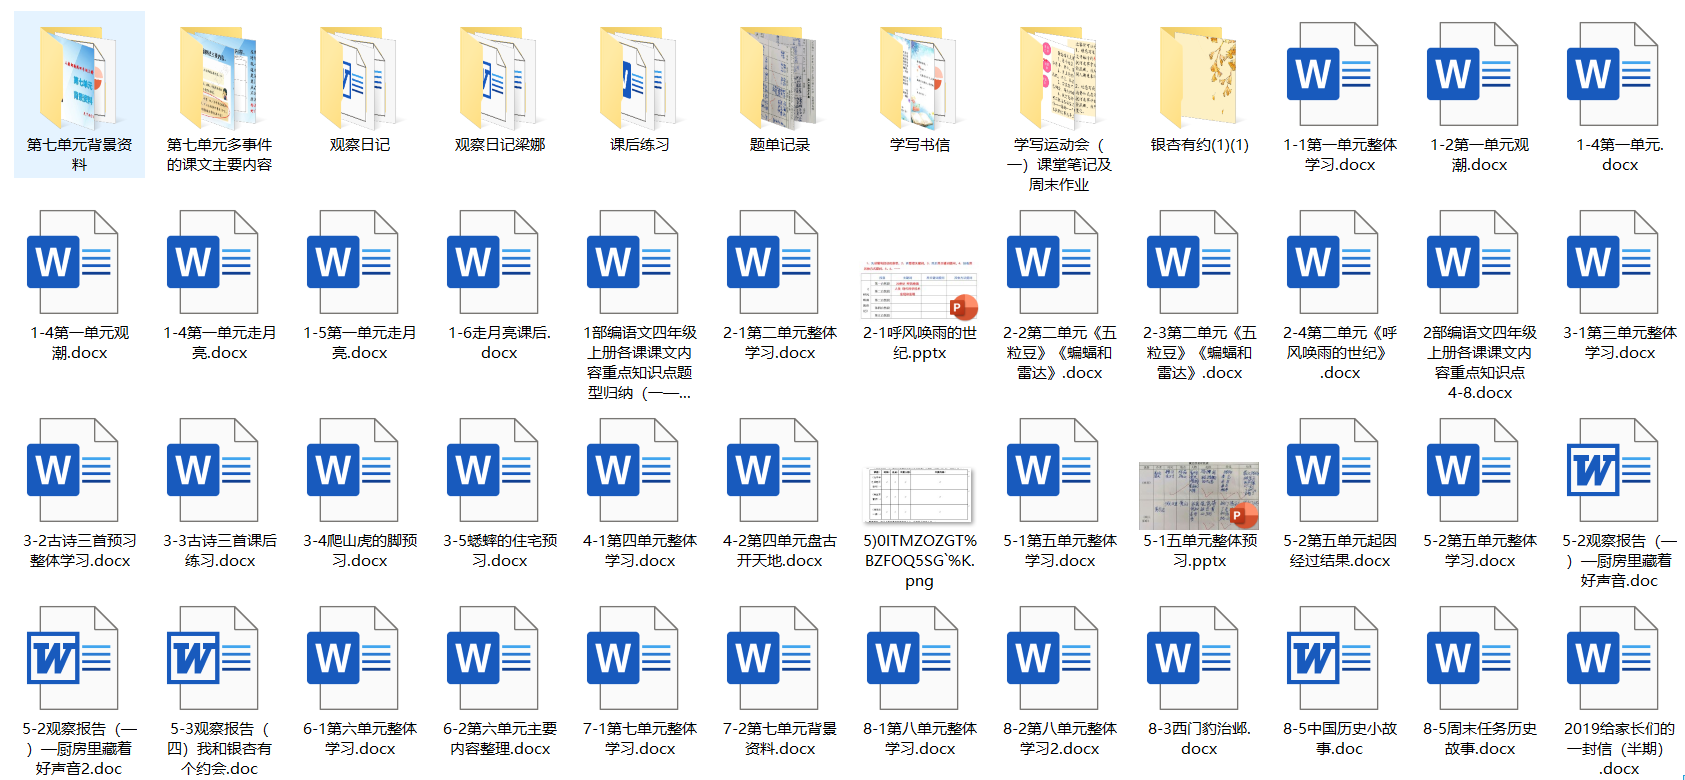 第七单元背景资
料
第七单元多事件
的课文主要内容
观察日记
观察日记梁娜
课后练习
题单记录
学写书信
学写运动会（
一）课堂笔记及
周末作业
银杏有约(1)(1)
1-1第一单元整体
学习.docx
1-2第一单元观
潮.docx
1-4第一单元.
docx
1-4第一单元观
潮.docx
1-4第一单元走月
亮.docx
1-5第一单元走月
亮.docx
1-6走月亮课后.
docx
1部编语文四年级
上册各课课文内
容重点知识点题
型归纳（一—...
2-1第二单元整体
学习.docx
2-1呼风唤雨的世
纪.pptx
2-2第二单元《五
粒豆》《蝙蝠和
雷达》.docx
2-3第二单元《五
粒豆》《蝙蝠和
雷达》.docx
2-4第二单元《呼
风唤雨的世纪》
.docx
2部编语文四年级
上册各课课文内
容重点知识点
4-8.docx
3-1第三单元整体
学习.docx
3-2古诗三首预习
整体学习.docx
3-3古诗三首课后
练习.docx
3-4爬山虎的脚预
习.docx
3-5蟋蟀的住宅预
习.docx
4-1第四单元整体
学习.docx
4-2第四单元盘古
开天地.docx
5)0ITMZOZGT%
BZFOQ5SG`%K.
png
5-1第五单元整体
学习.docx
5-1五单元整体预
习.pptx
5-2第五单元起因
经过结果.docx
5-2第五单元整体
学习.docx
5-2观察报告（一
）—厨房里藏着
好声音.doc
5-2观察报告（一
）—厨房里藏着
好声音2.doc
5-3观察报告（
四）我和银杏有
个约会.doc
6-1第六单元整体
学习.docx
6-2第六单元主要
内容整理.docx
7-1第七单元整体
学习.docx
7-2第七单元背景
资料.docx
8-1第八单元整体
学习.docx
8-2第八单元整体
学习2.docx
8-3西门豹治邺.
docx
8-5中国历史小故
事.doc
8-5周末任务历史
故事.docx
2019给家长们的
一封信（半期）
.docx